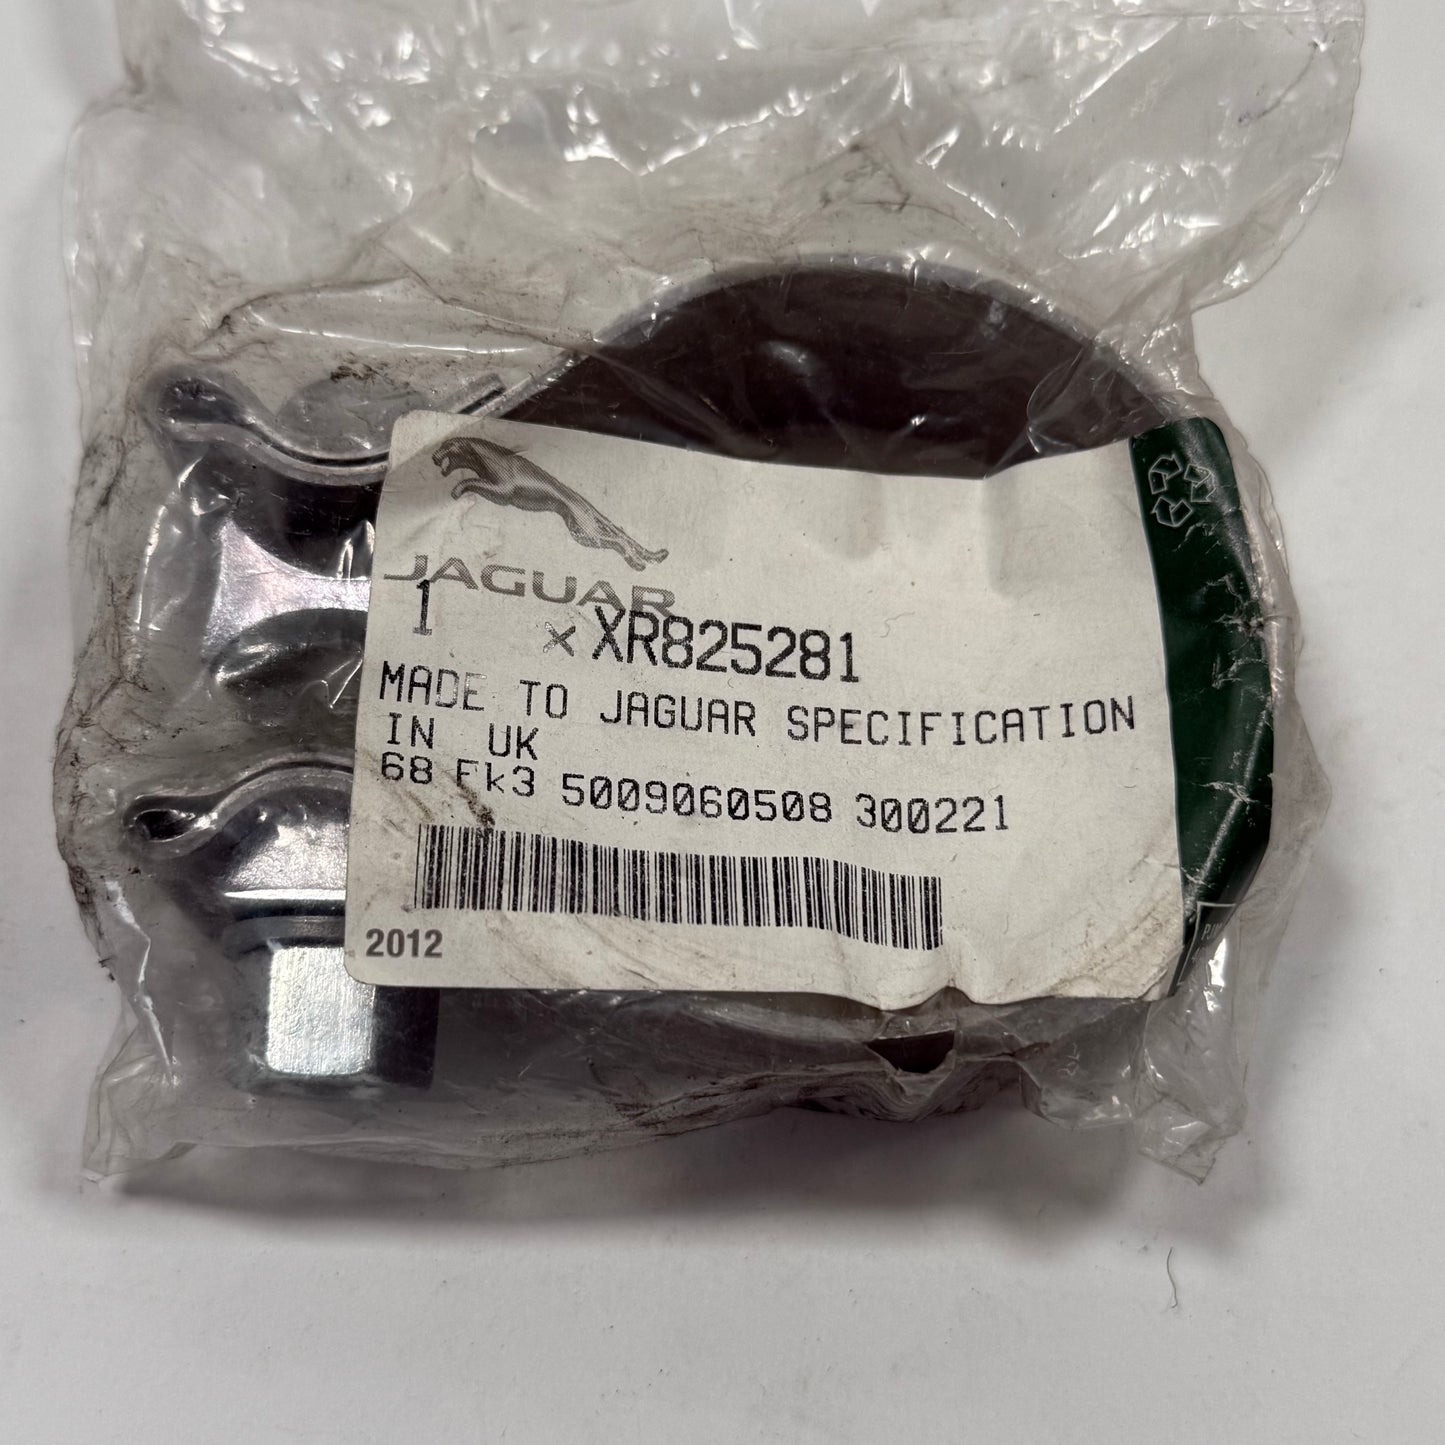 JAGUAR
1 x XR825281
MADE TO JAGUAR SPECIFICATION
IN UK
68 Fk3 5009060508 300221
2012